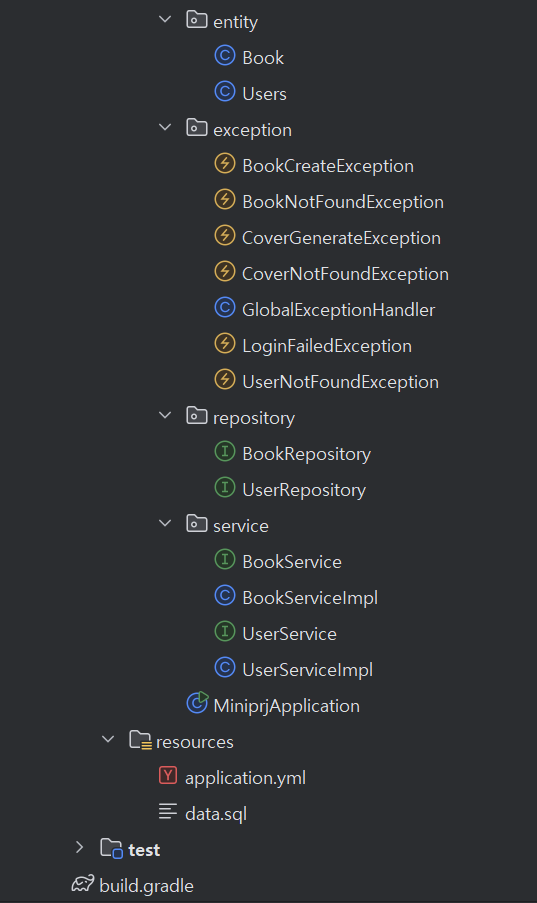 entity
Book
Users
exception
BookCreateException
BookNotFoundException
CoverGenerateException
CoverNotFoundException
GlobalExceptionHandler
LoginFailedException
UserNotFoundException
repository
BookRepository
UserRepository
service
BookService
BookServiceImpl
UserService
UserServiceImpl
MiniprjApplication
resources
application.yml
data.sql
test
build.gradle